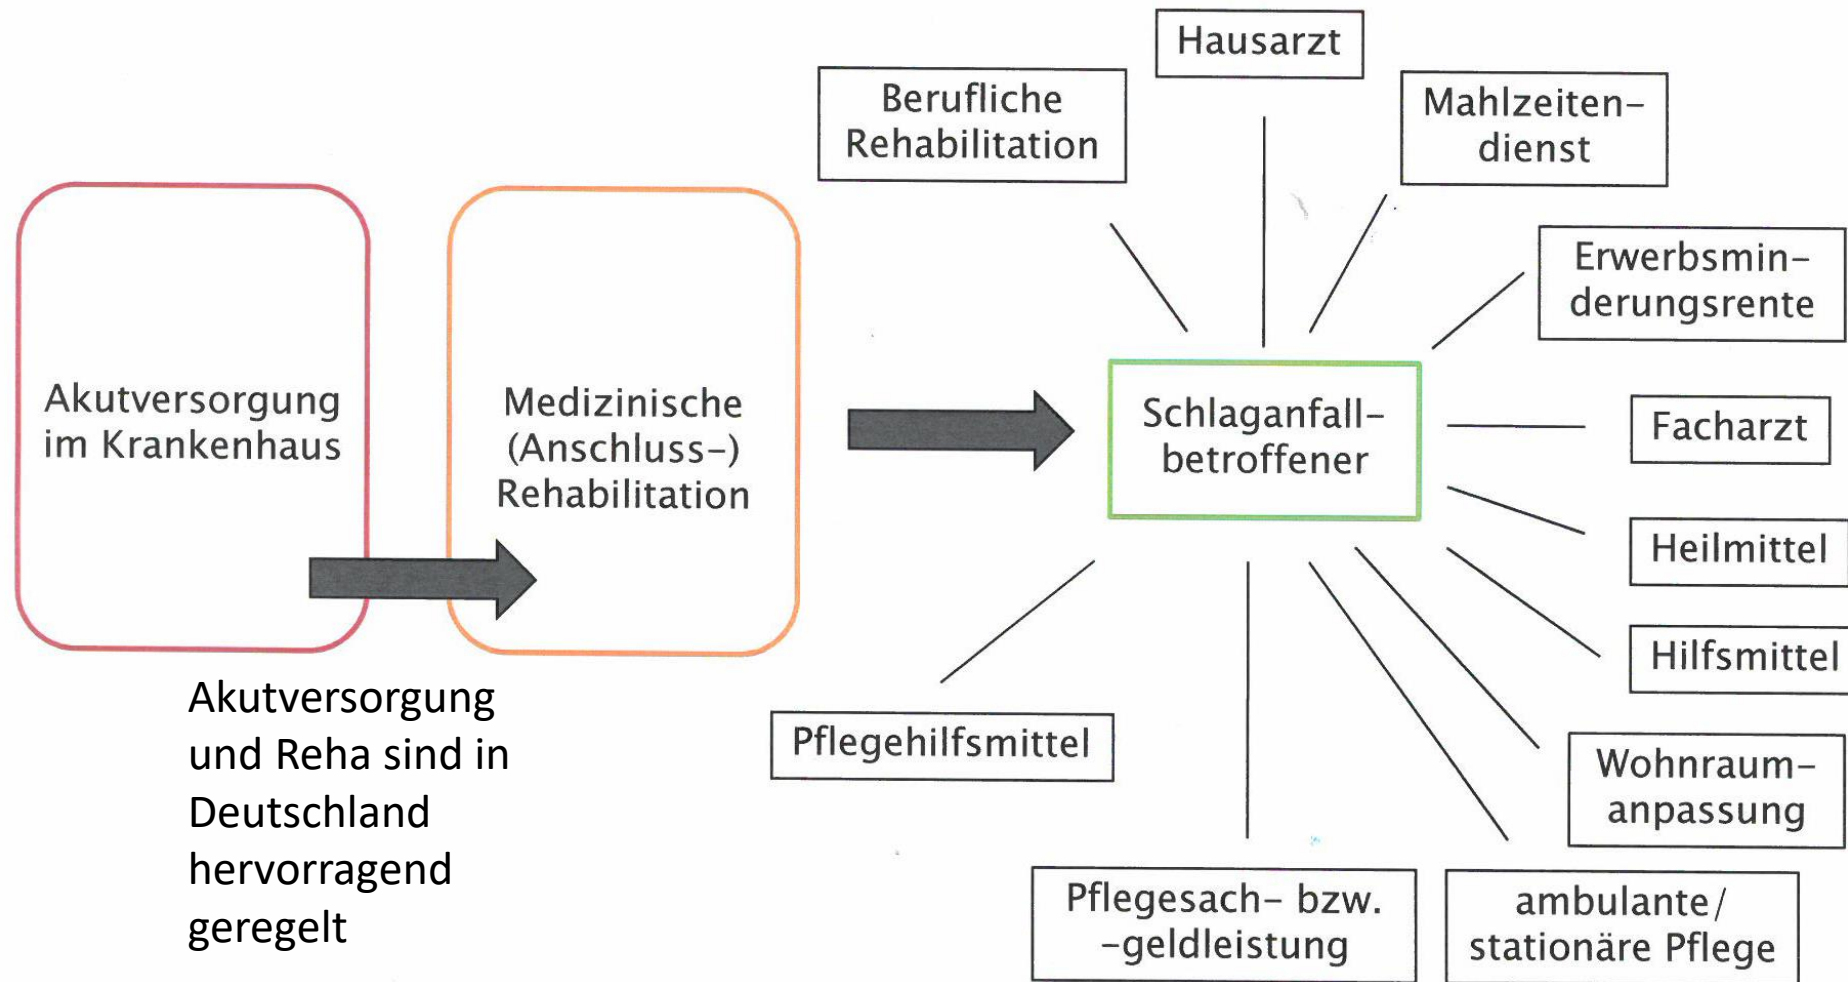 Hausarzt
Berufliche
Rehabilitation
Mahlzeiten-
dienst
Erwerbsmin-
derungsrente
Akutversorgung
im Krankenhaus
Medizinische
(Anschluss-)
Rehabilitation
Schlaganfall-
betroffener
Facharzt
Heilmittel
Hilfsmittel
Akutversorgung
und Reha sind in
Deutschland
hervorragend
geregelt
Pflegehilfsmittel
Wohnraum-
anpassung
Pflegesach- bzw.
-geldleistung
ambulante/
stationäre Pflege